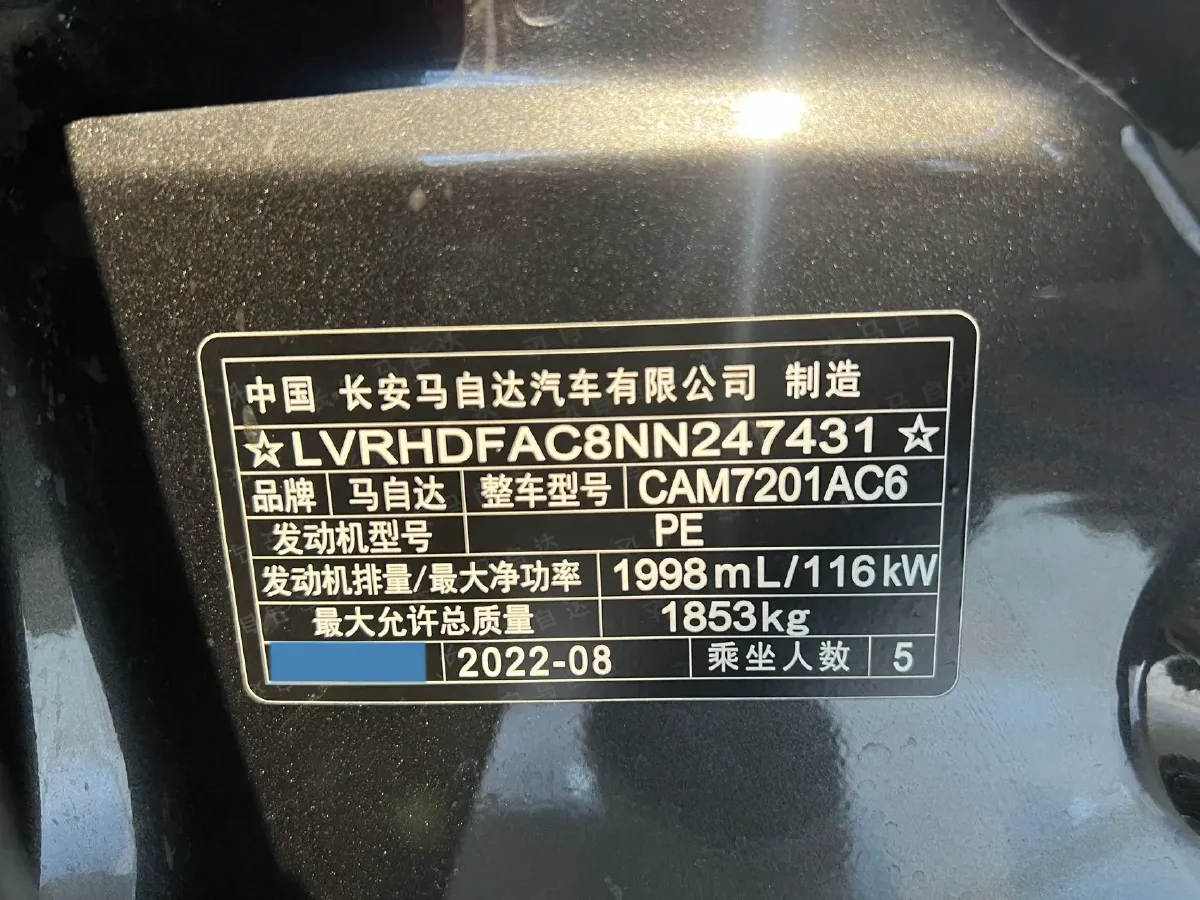 中国 长安马自达汽车有限公司 制造
☆LVRHDFAC8NN247431☆
品牌 马自达 整车型号 CAM7201AC6
发动机型号 PE
发动机排量/最大净功率 1998mL/116kW
最大允许总质量 1853kg
2022-08 乘坐人数 5